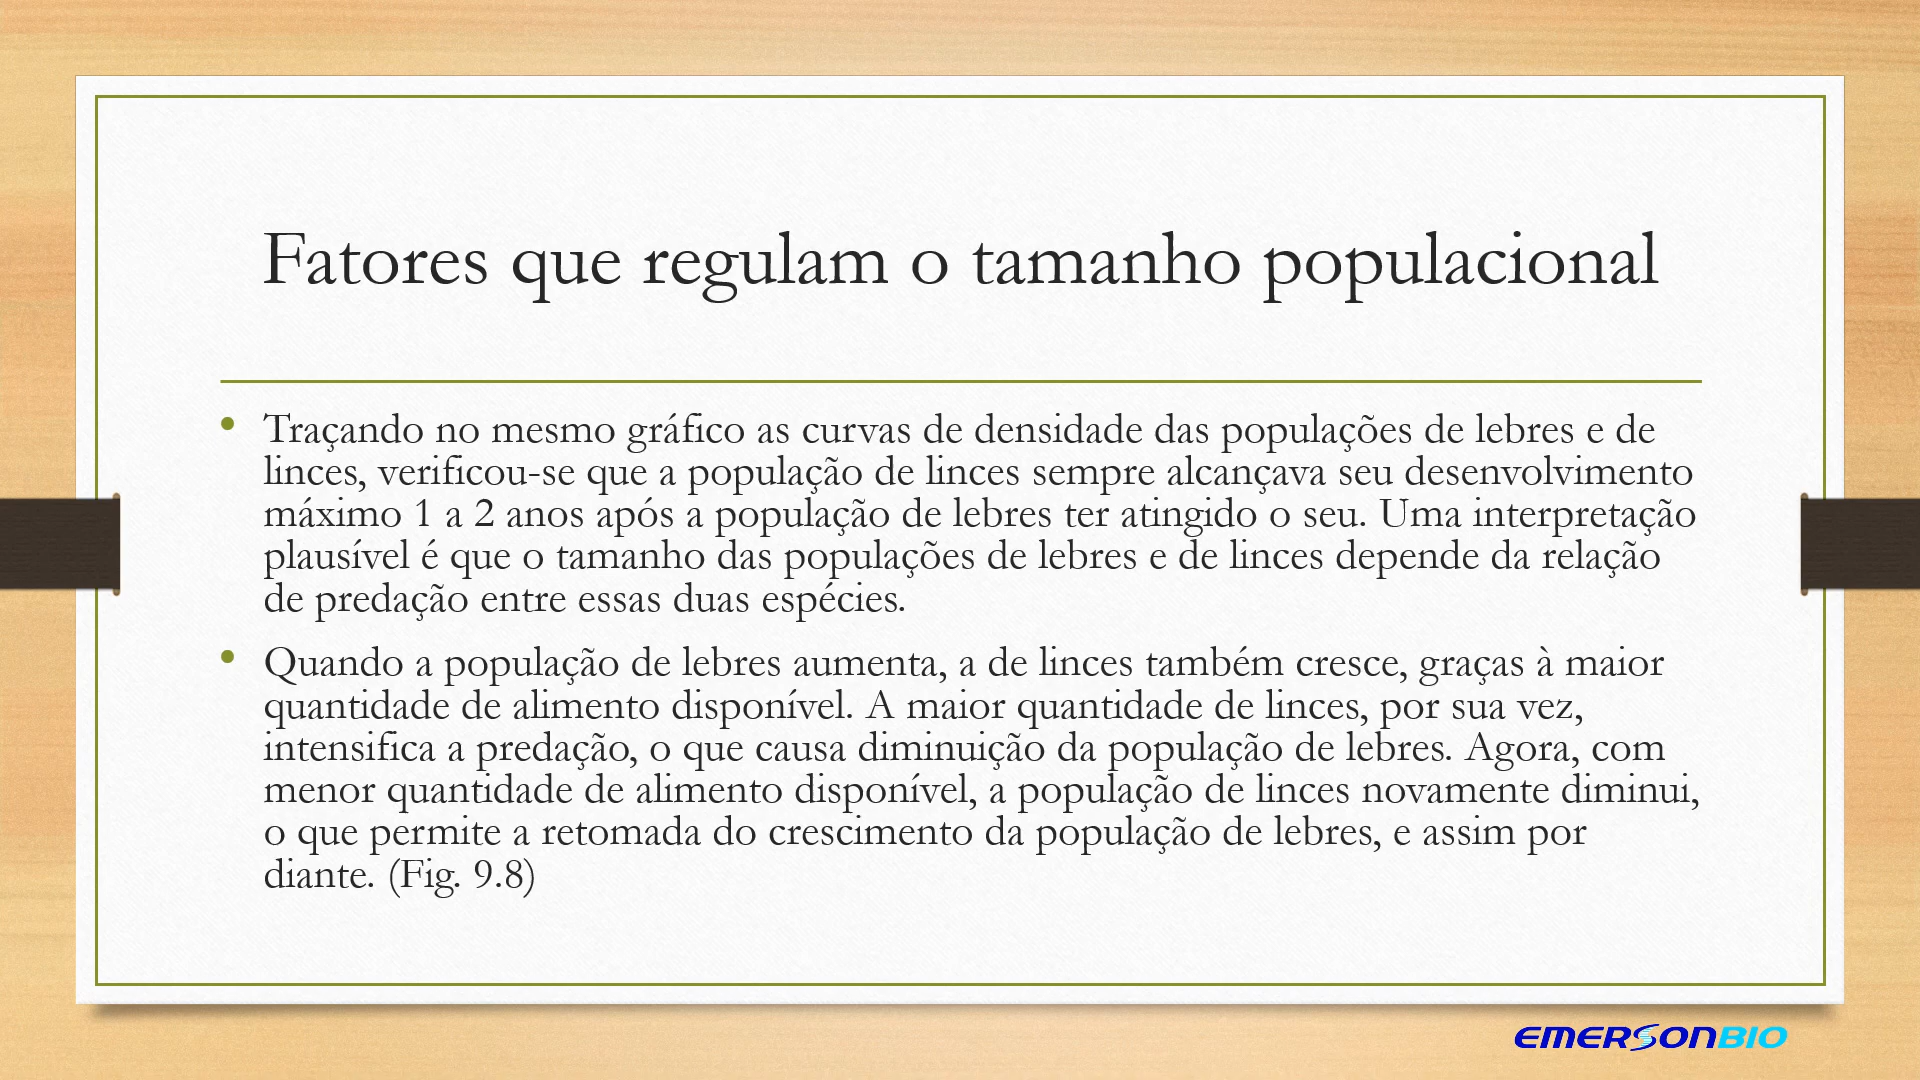 Fatores que regulam o tamanho populacional
• Traçando no mesmo gráfico as curvas de densidade das populações de lebres e de
linces, verificou-se que a população de linces sempre alcançava seu desenvolvimento
máximo 1 a 2 anos após a população de lebres ter atingido o seu. Uma interpretação
plausível é que o tamanho das populações de lebres e de linces depende da relação
de predação entre essas duas espécies.
• Quando a população de lebres aumenta, a de linces também cresce, graças à maior
quantidade de alimento disponível. A maior quantidade de linces, por sua vez,
intensifica a predação, o que causa diminuição da população de lebres. Agora, com
menor quantidade de alimento disponível, a população de linces novamente diminui,
o que permite a retomada do crescimento da população de lebres, e assim por
diante. (Fig. 9.8)
EMERSONBIO